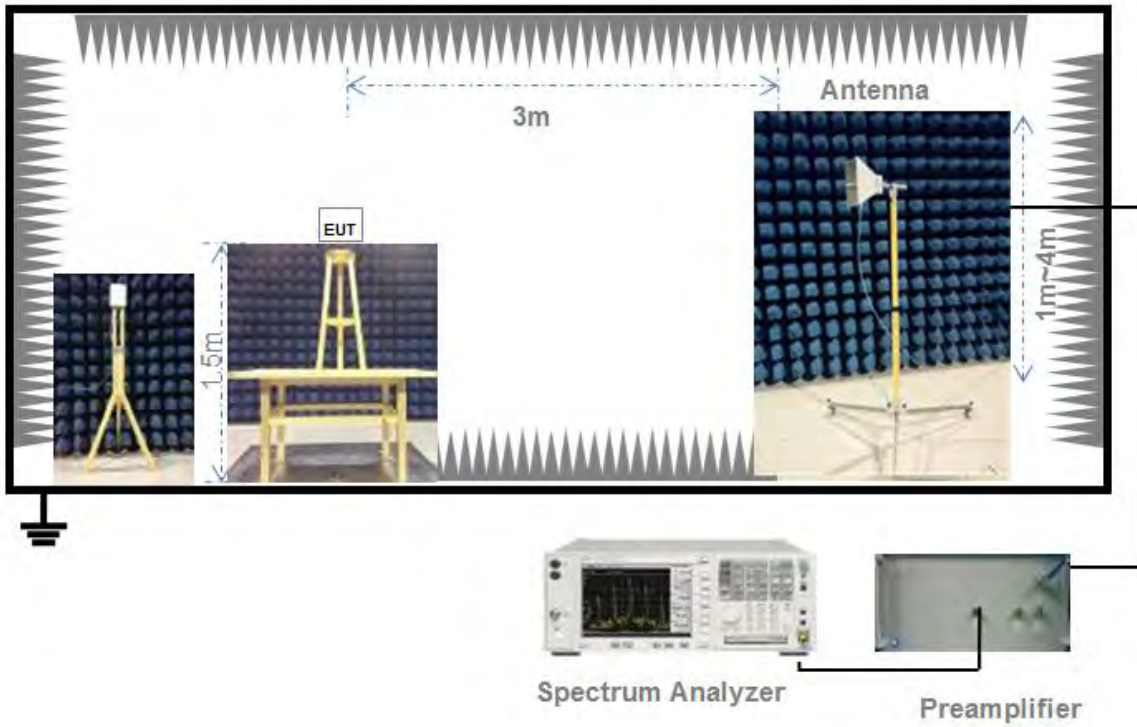 Antenna
3m
EUT
1.5m
1m~4m
Spectrum Analyzer
Preamplifier